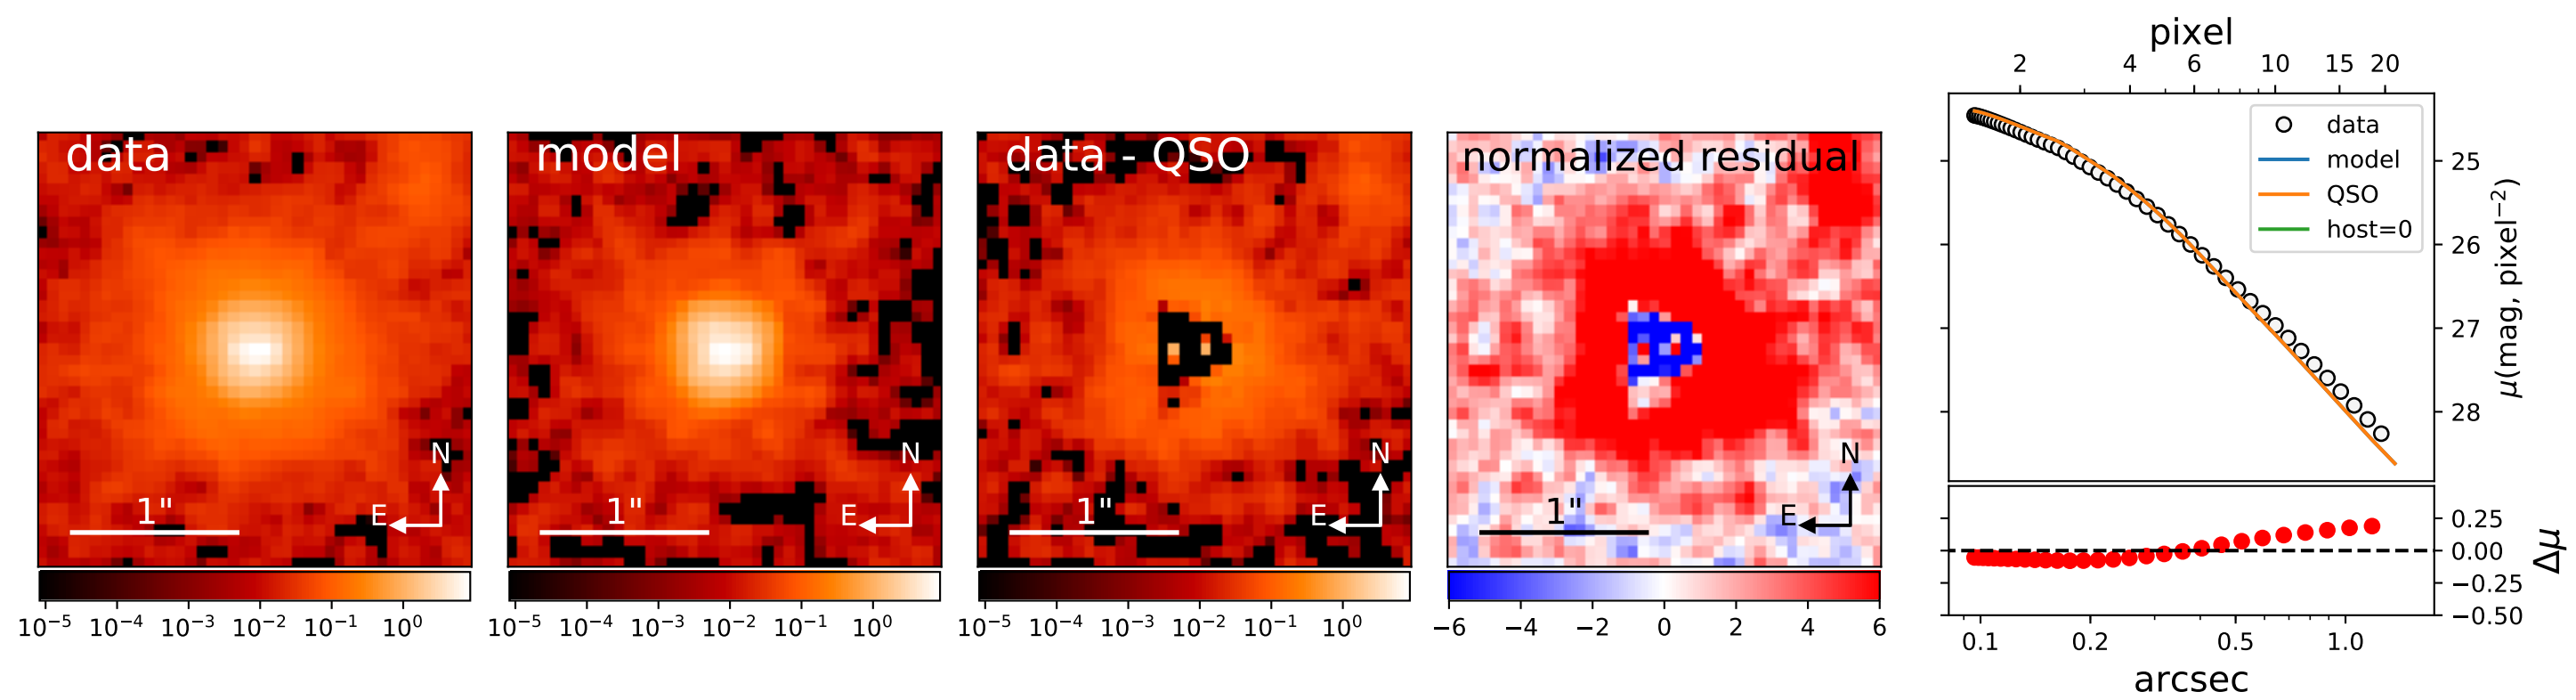 data
N
E
1"
10⁻⁵ 10⁻⁴ 10⁻³ 10⁻² 10⁻¹ 10⁰
model
N
E
1"
10⁻⁵ 10⁻⁴ 10⁻³ 10⁻² 10⁻¹ 10⁰
data - QSO
N
E
1"
10⁻⁵ 10⁻⁴ 10⁻³ 10⁻² 10⁻¹ 10⁰
normalized residual
N
E
1"
−6 −4 −2 0 2 4 6
pixel
2 4 6 10 15 20
data
model
QSO
host=0
25
26
27
28
μ(mag, pixel⁻²)
0.25
0.00
−0.25
−0.50
Δμ
0.1 0.2 0.5 1.0
arcsec